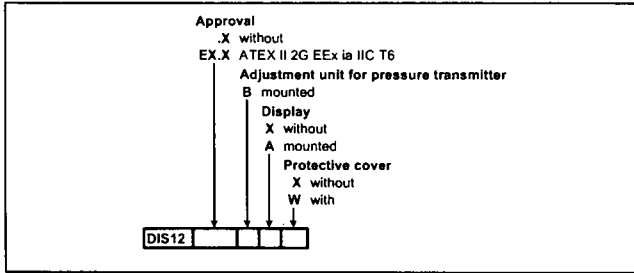 Approval
.X without
EX.X ATEX II 2G EEx ia IIC T6
Adjustment unit for pressure transmitter
B mounted
Display
X without
A mounted
Protective cover
X without
W with
DIS12